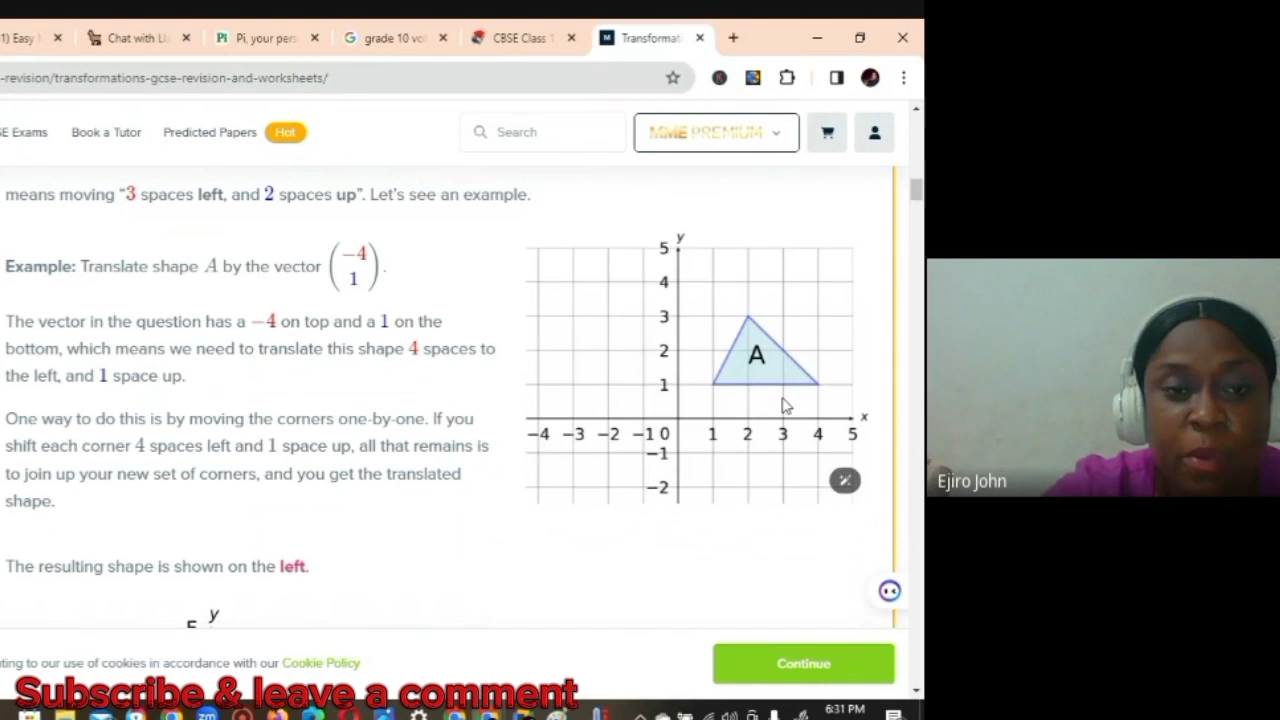 1) Easy
Chat with Ll
Pi, your pers
grade 10 vol
CBSE Class 1
Transformati
-revision/transformations-gcse-revision-and-worksheets/
SE Exams Book a Tutor Predicted Papers Hot
Search
MME PREMIUM
means moving “3 spaces left, and 2 spaces up”. Let’s see an example.
Example: Translate shape A by the vector (−4 1).
The vector in the question has a −4 on top and a 1 on the
bottom, which means we need to translate this shape 4 spaces to
the left, and 1 space up.
One way to do this is by moving the corners one-by-one. If you
shift each corner 4 spaces left and 1 space up, all that remains is
to join up your new set of corners, and you get the translated
shape.
The resulting shape is shown on the left.
y
5
4
3
2
1
A
x
−4 −3 −2 −1 0 1 2 3 4 5
−1
−2
y
5
ting to our use of cookies in accordance with our Cookie Policy
Continue
Subscribe & leave a comment
6:31 PM
Ejiro John